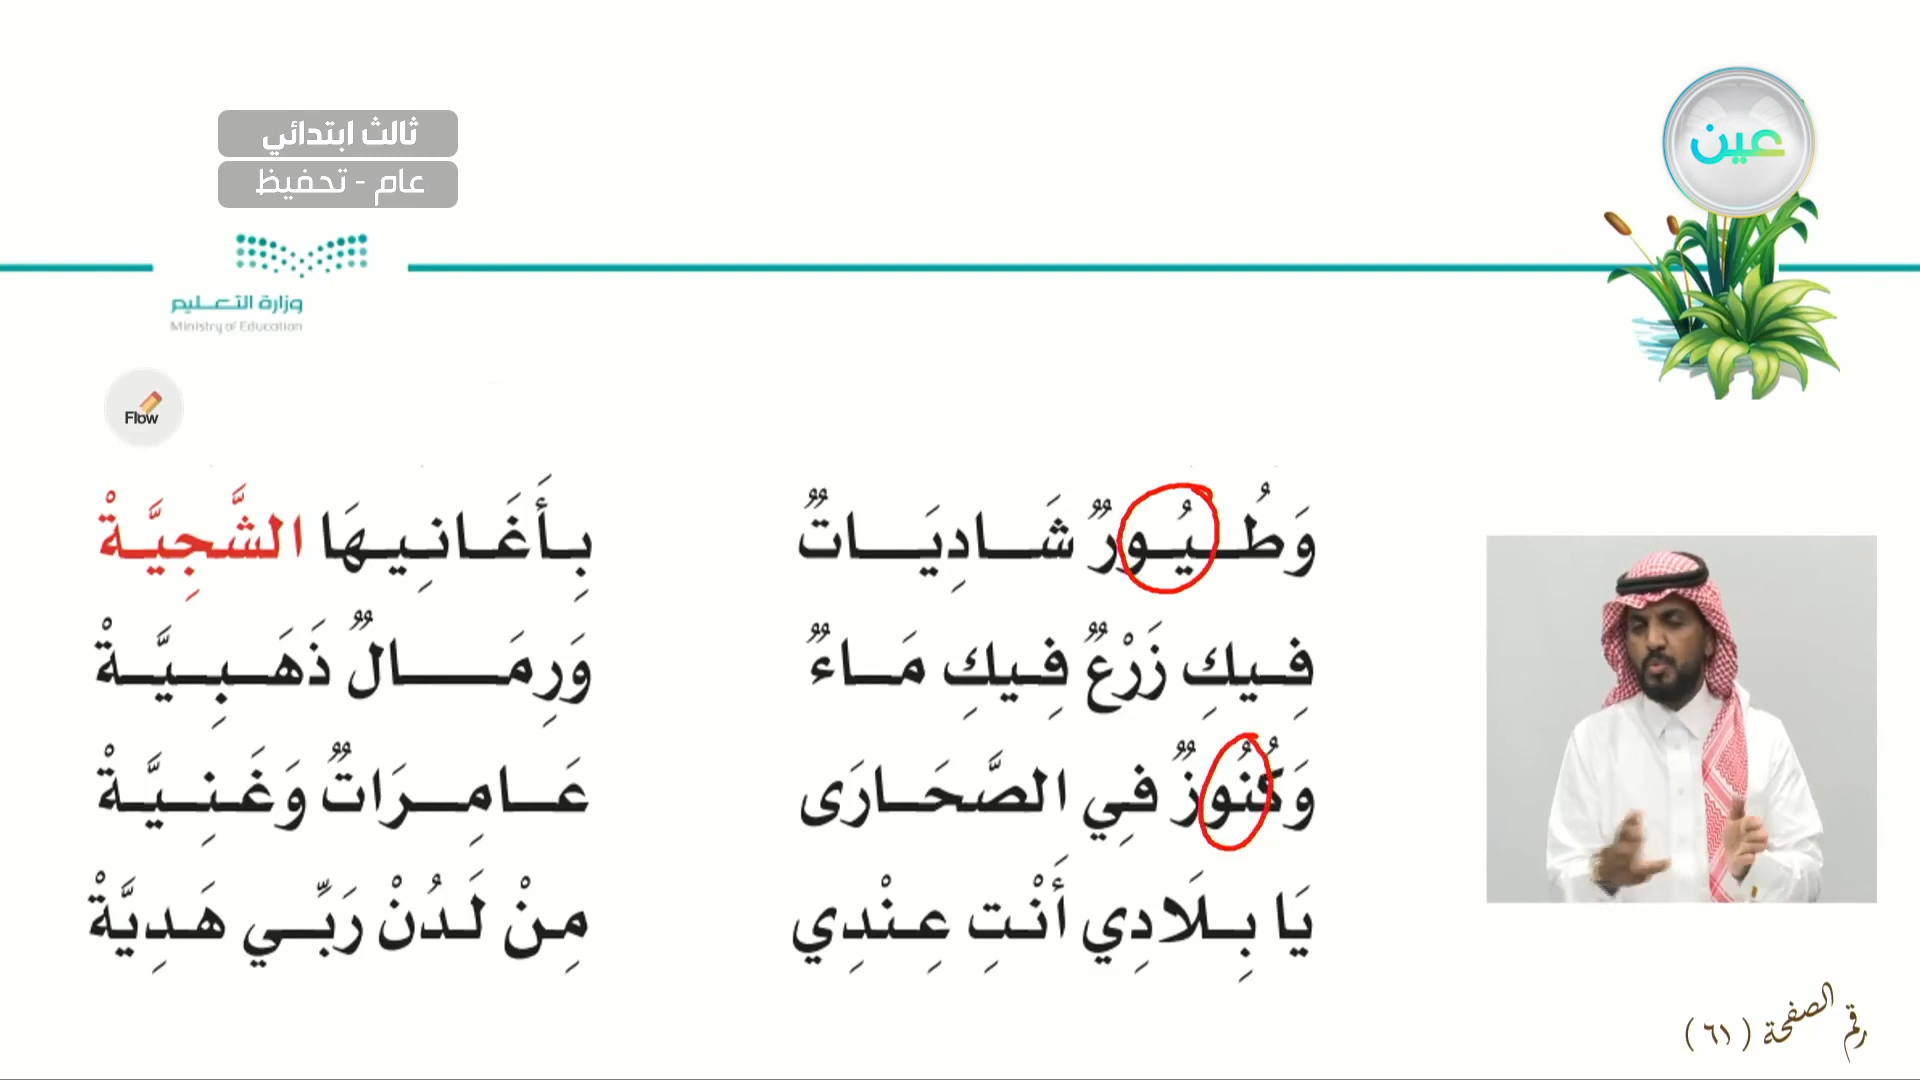 ثالث ابتدائي
عام - تحفيظ
عين
وزارة التعليم
Ministry of Education
Flow
وَطُيُورٌ شَادِيَاتٌ بِأَغَانِيهَا الشَّجِيَّةْ
فِيكِ زَرْعٌ فِيكِ مَاءٌ وَرِمَالٌ ذَهَبِيَّةْ
وَكُنُوزٌ فِي الصَّحَارَى عَامِرَاتٌ وَغَنِيَّةْ
يَا بِلَادِي أَنْتِ عِنْدِي مِنْ لَدُنْ رَبِّي هَدِيَّةْ
رقم الصفحة ( ٦١ )